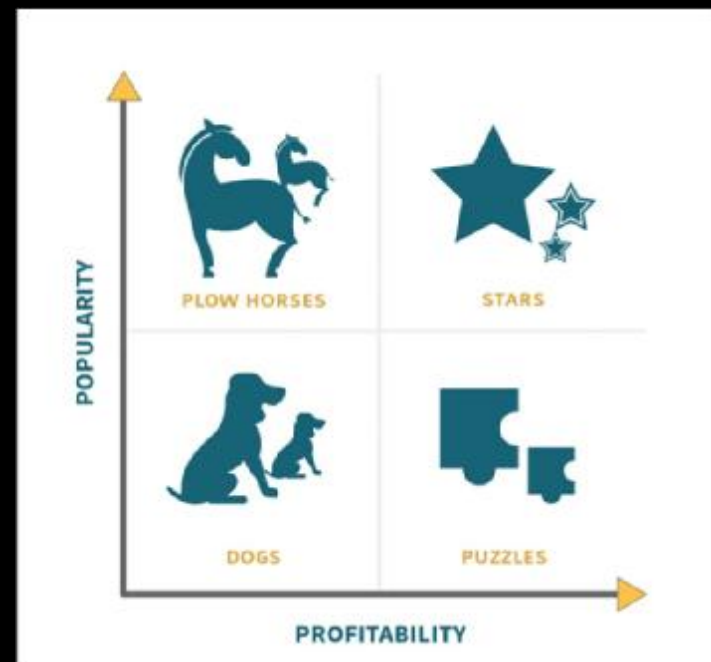 POPULARITY
PLOW HORSES
STARS
DOGS
PUZZLES
PROFITABILITY